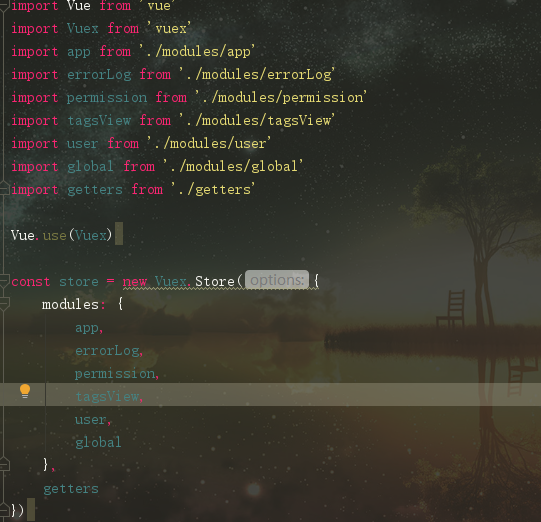 import Vue from 'vue'
import Vuex from 'vuex'
import app from './modules/app'
import errorLog from './modules/errorLog'
import permission from './modules/permission'
import tagsView from './modules/tagsView'
import user from './modules/user'
import global from './modules/global'
import getters from './getters'
Vue.use(Vuex)
const store = new Vuex.Store( options: {
modules: {
app,
errorLog,
permission,
tagsView,
user,
global
},
getters
})